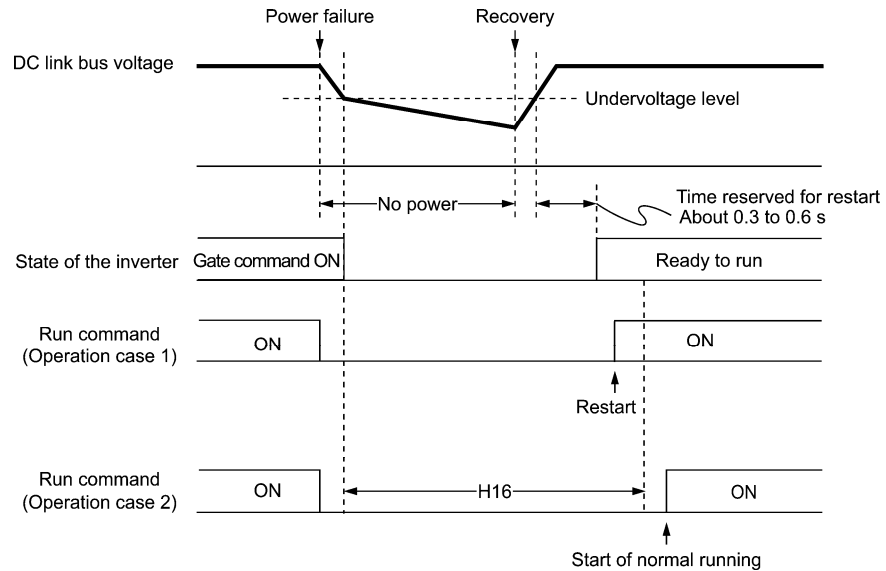 Power failure
Recovery
DC link bus voltage
Undervoltage level
No power
Time reserved for restart
About 0.3 to 0.6 s
State of the inverter
Gate command ON
Ready to run
Run command
(Operation case 1)
ON
ON
Restart
Run command
(Operation case 2)
ON
H16
ON
Start of normal running